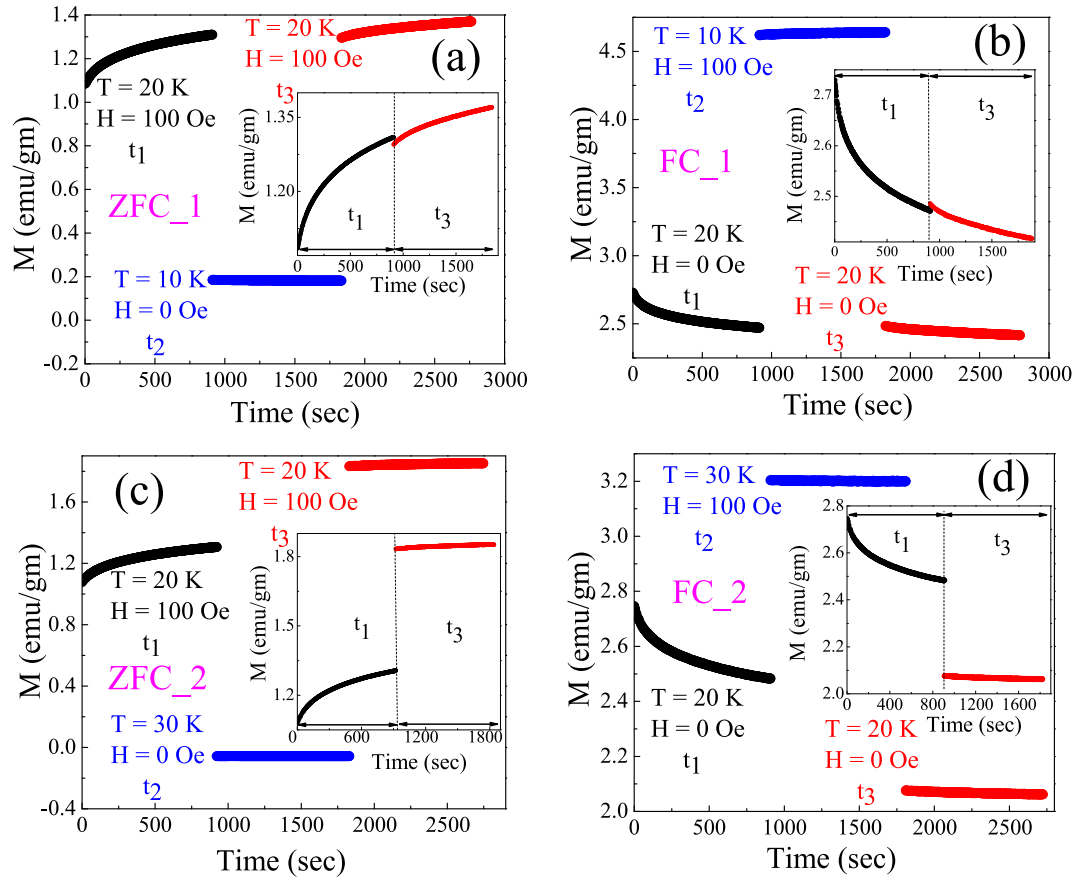 (a)
M (emu/gm)
1.4
1.2
1.0
0.8
0.6
0.4
0.2
0.0
-0.2
T = 20 K
H = 100 Oe
t3
T = 20 K
H = 100 Oe
t1
ZFC_1
T = 10 K
H = 0 Oe
t2
M (emu/gm)
1.35
1.20
t1
t3
0 500 1000 1500
Time (sec)
0 500 1000 1500 2000 2500 3000
Time (sec)
(b)
M (emu/gm)
4.5
4.0
3.5
3.0
2.5
T = 10 K
H = 100 Oe
t2
FC_1
T = 20 K
H = 0 Oe
t1
T = 20 K
H = 0 Oe
t3
M (emu/gm)
2.7
2.6
2.5
t1
t3
0 500 1000 1500
Time (sec)
0 500 1000 1500 2000 2500 3000
Time (sec)
(c)
M (emu/gm)
1.6
1.2
0.8
0.4
0.0
-0.4
T = 20 K
H = 100 Oe
t3
T = 20 K
H = 100 Oe
t1
ZFC_2
T = 30 K
H = 0 Oe
t2
M (emu/gm)
1.8
1.5
1.2
t1
t3
0 600 1200 1800
Time (sec)
0 500 1000 1500 2000 2500
Time (sec)
(d)
M (emu/gm)
3.2
3.0
2.8
2.6
2.4
2.2
2.0
T = 30 K
H = 100 Oe
t2
FC_2
T = 20 K
H = 0 Oe
t1
T = 20 K
H = 0 Oe
t3
M (emu/gm)
2.8
2.6
2.4
2.2
2.0
t1
t3
0 400 800 1200 1600
Time (sec)
0 500 1000 1500 2000 2500
Time (sec)